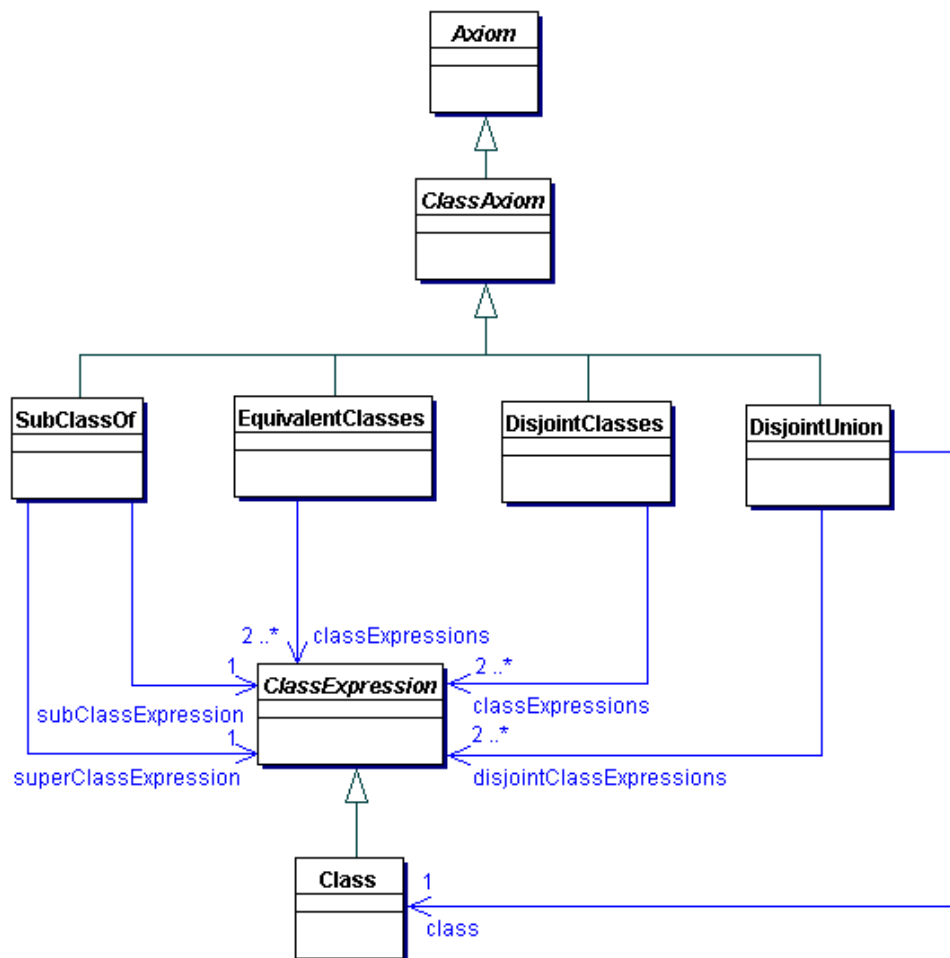 Axiom
ClassAxiom
SubClassOf
EquivalentClasses
DisjointClasses
DisjointUnion
2 ..* classExpressions
1
subClassExpression
1
superClassExpression
ClassExpression
2 ..*
classExpressions
2 ..*
disjointClassExpressions
Class
1
class